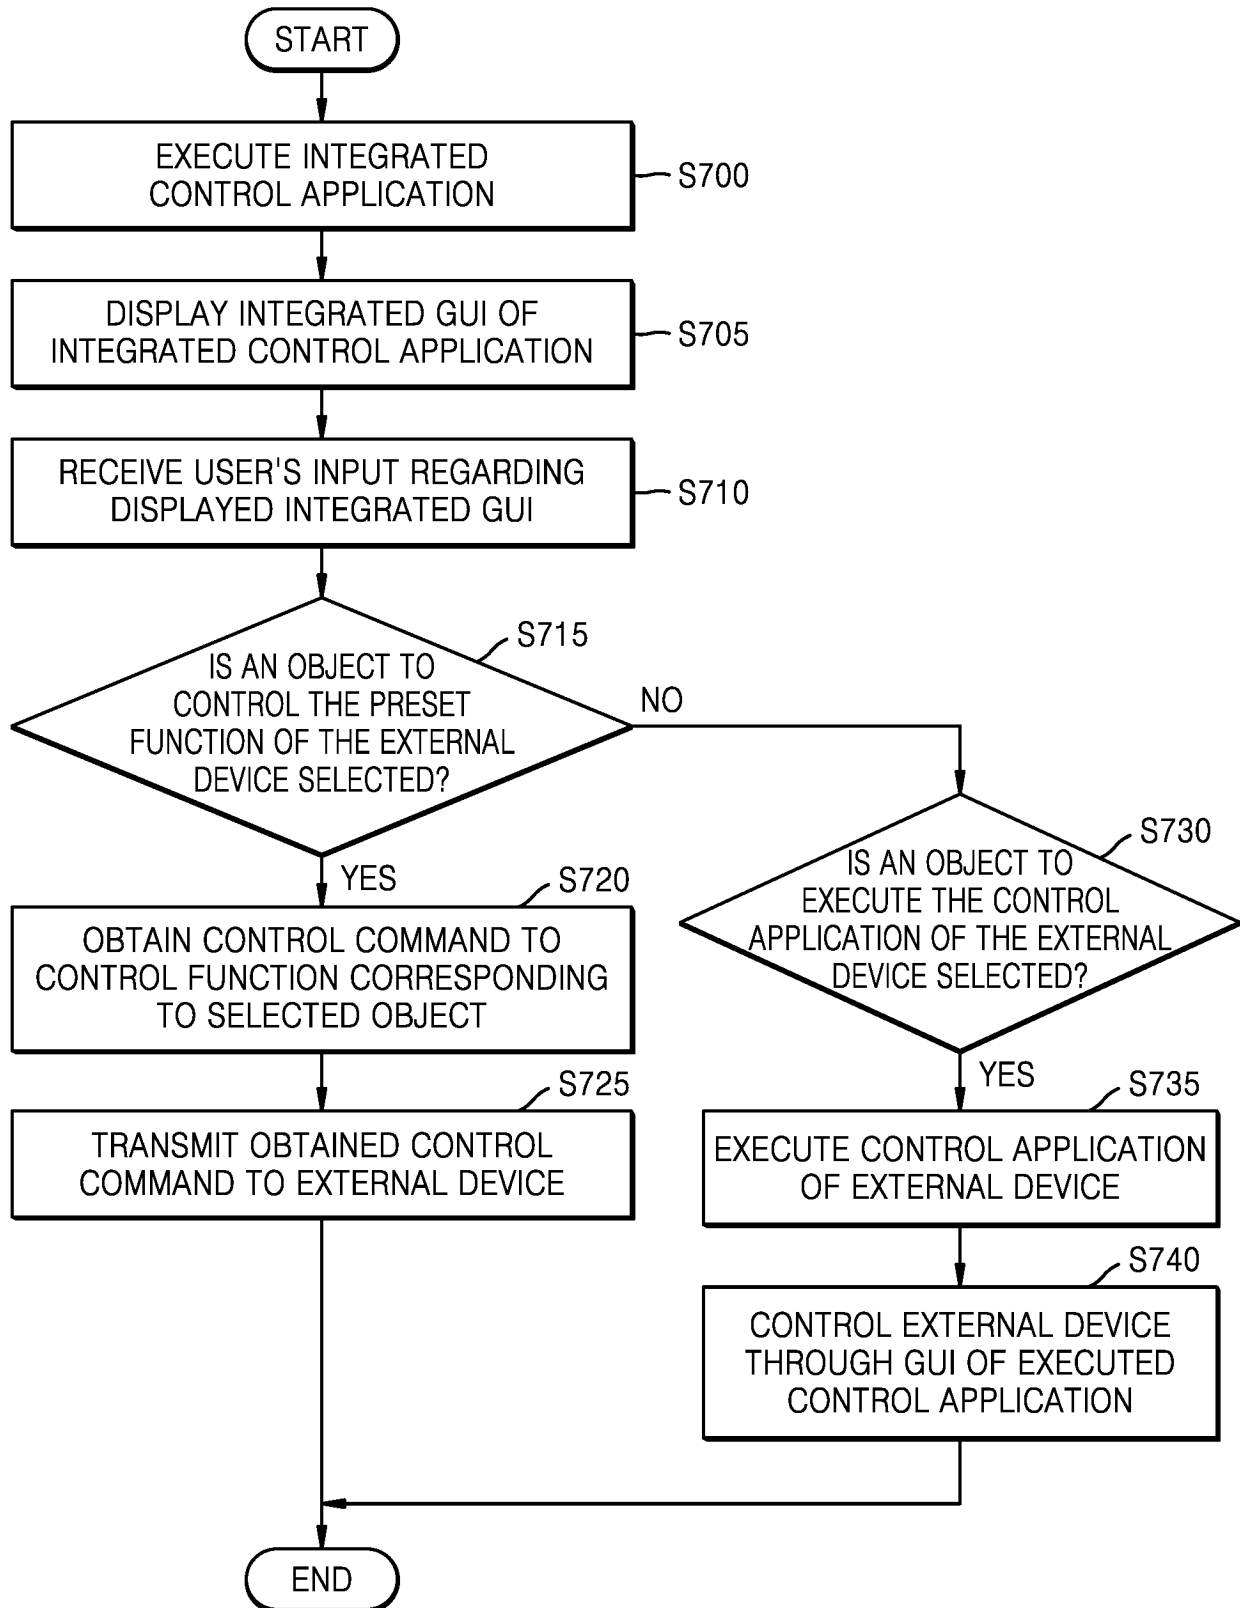 START
EXECUTE INTEGRATED
CONTROL APPLICATION
S700
DISPLAY INTEGRATED GUI OF
INTEGRATED CONTROL APPLICATION
S705
RECEIVE USER'S INPUT REGARDING
DISPLAYED INTEGRATED GUI
S710
S715
IS AN OBJECT TO
CONTROL THE PRESET
FUNCTION OF THE EXTERNAL
DEVICE SELECTED?
NO
YES
S720
OBTAIN CONTROL COMMAND TO
CONTROL FUNCTION CORRESPONDING
TO SELECTED OBJECT
S725
TRANSMIT OBTAINED CONTROL
COMMAND TO EXTERNAL DEVICE
S730
IS AN OBJECT TO
EXECUTE THE CONTROL
APPLICATION OF THE EXTERNAL
DEVICE SELECTED?
YES
S735
EXECUTE CONTROL APPLICATION
OF EXTERNAL DEVICE
S740
CONTROL EXTERNAL DEVICE
THROUGH GUI OF EXECUTED
CONTROL APPLICATION
END